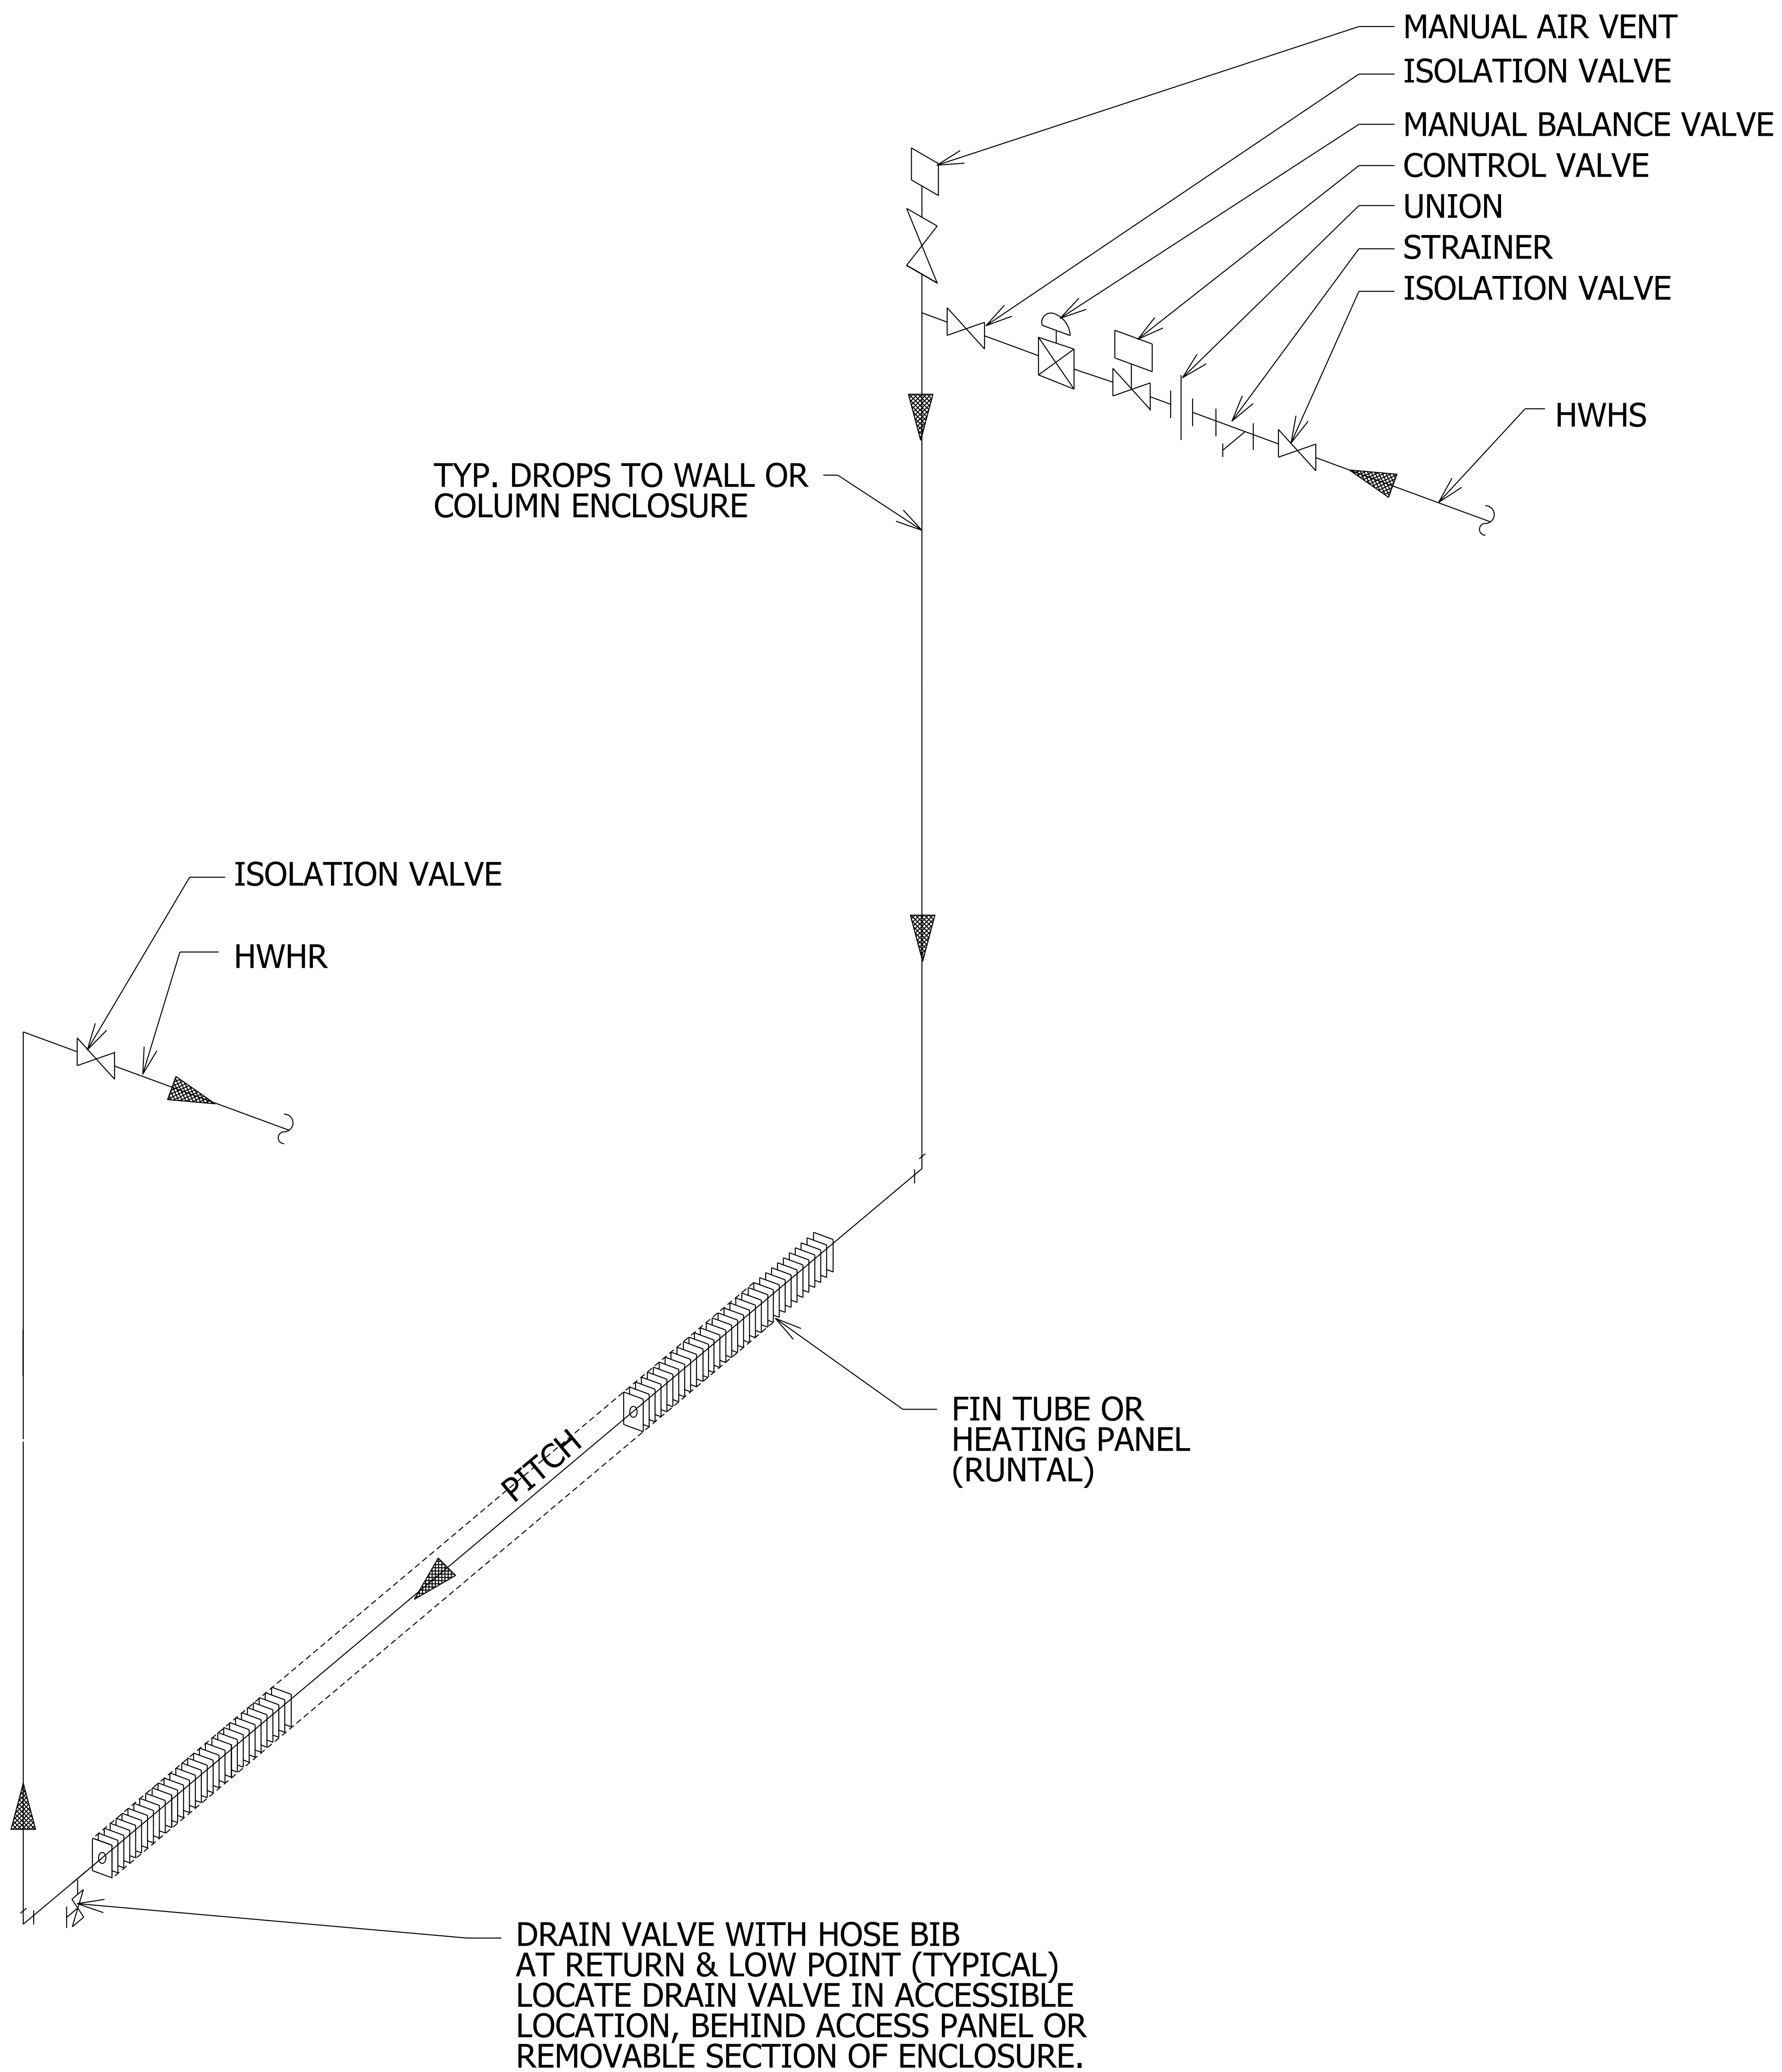 MANUAL AIR VENT
ISOLATION VALVE
MANUAL BALANCE VALVE
CONTROL VALVE
UNION
STRAINER
ISOLATION VALVE
HWHS
TYP. DROPS TO WALL OR
COLUMN ENCLOSURE
ISOLATION VALVE
HWHR
FIN TUBE OR
HEATING PANEL
(RUNTAL)
PITCH
DRAIN VALVE WITH HOSE BIB
AT RETURN & LOW POINT (TYPICAL)
LOCATE DRAIN VALVE IN ACCESSIBLE
LOCATION, BEHIND ACCESS PANEL OR
REMOVABLE SECTION OF ENCLOSURE.